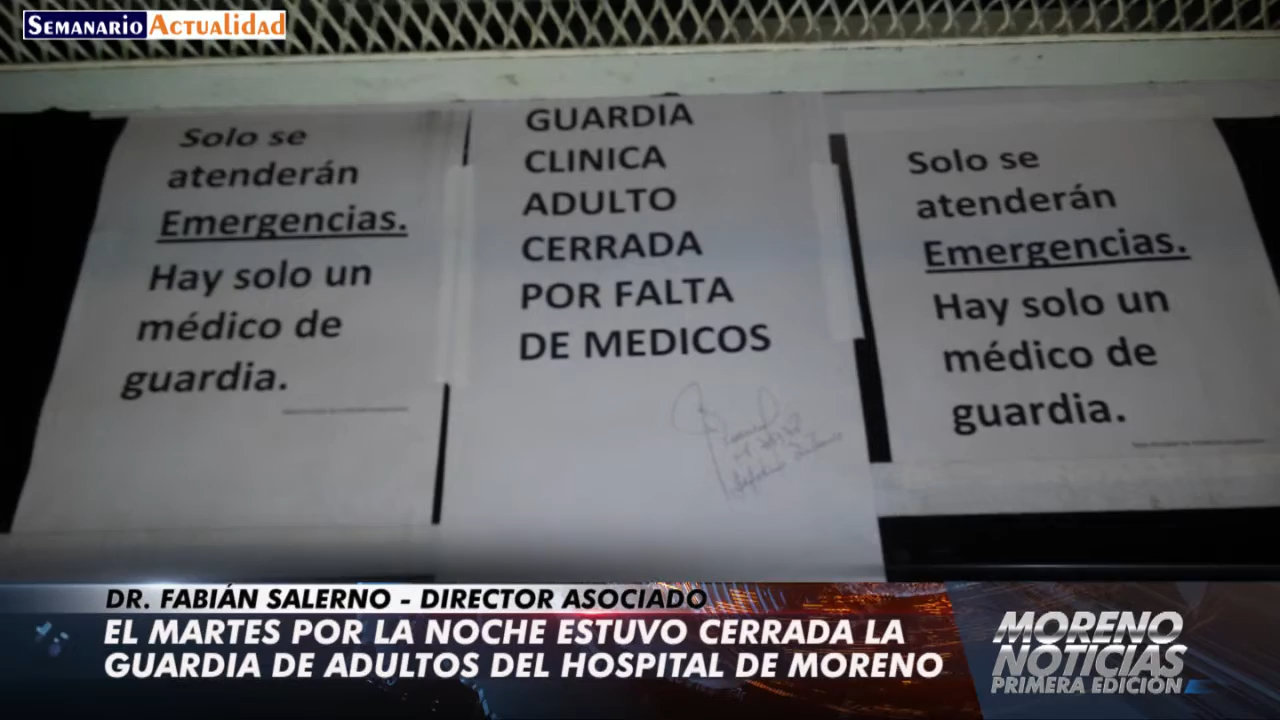 Semanario Actualidad
Solo se
atenderán
Emergencias.
Hay solo un
médico de
guardia.
GUARDIA
CLINICA
ADULTO
CERRADA
POR FALTA
DE MEDICOS
Solo se
atenderán
Emergencias.
Hay solo un
médico de
guardia.
DR. FABIÁN SALERNO - DIRECTOR ASOCIADO
EL MARTES POR LA NOCHE ESTUVO CERRADA LA
GUARDIA DE ADULTOS DEL HOSPITAL DE MORENO
MORENO
NOTICIAS
PRIMERA EDICIÓN